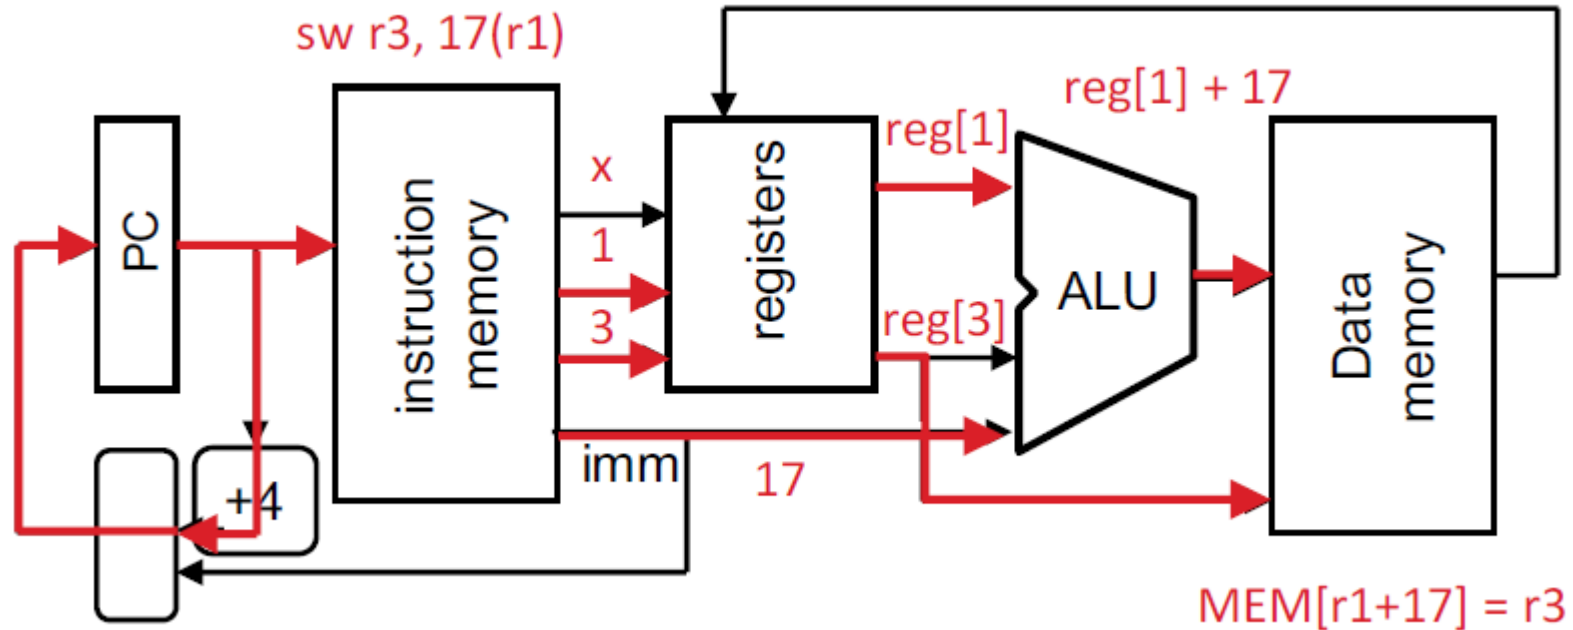 sw r3, 17(r1)
PC
+4
instruction
memory
x
1
3
imm
17
registers
reg[1]
reg[3]
reg[1] + 17
ALU
Data
memory
MEM[r1+17] = r3